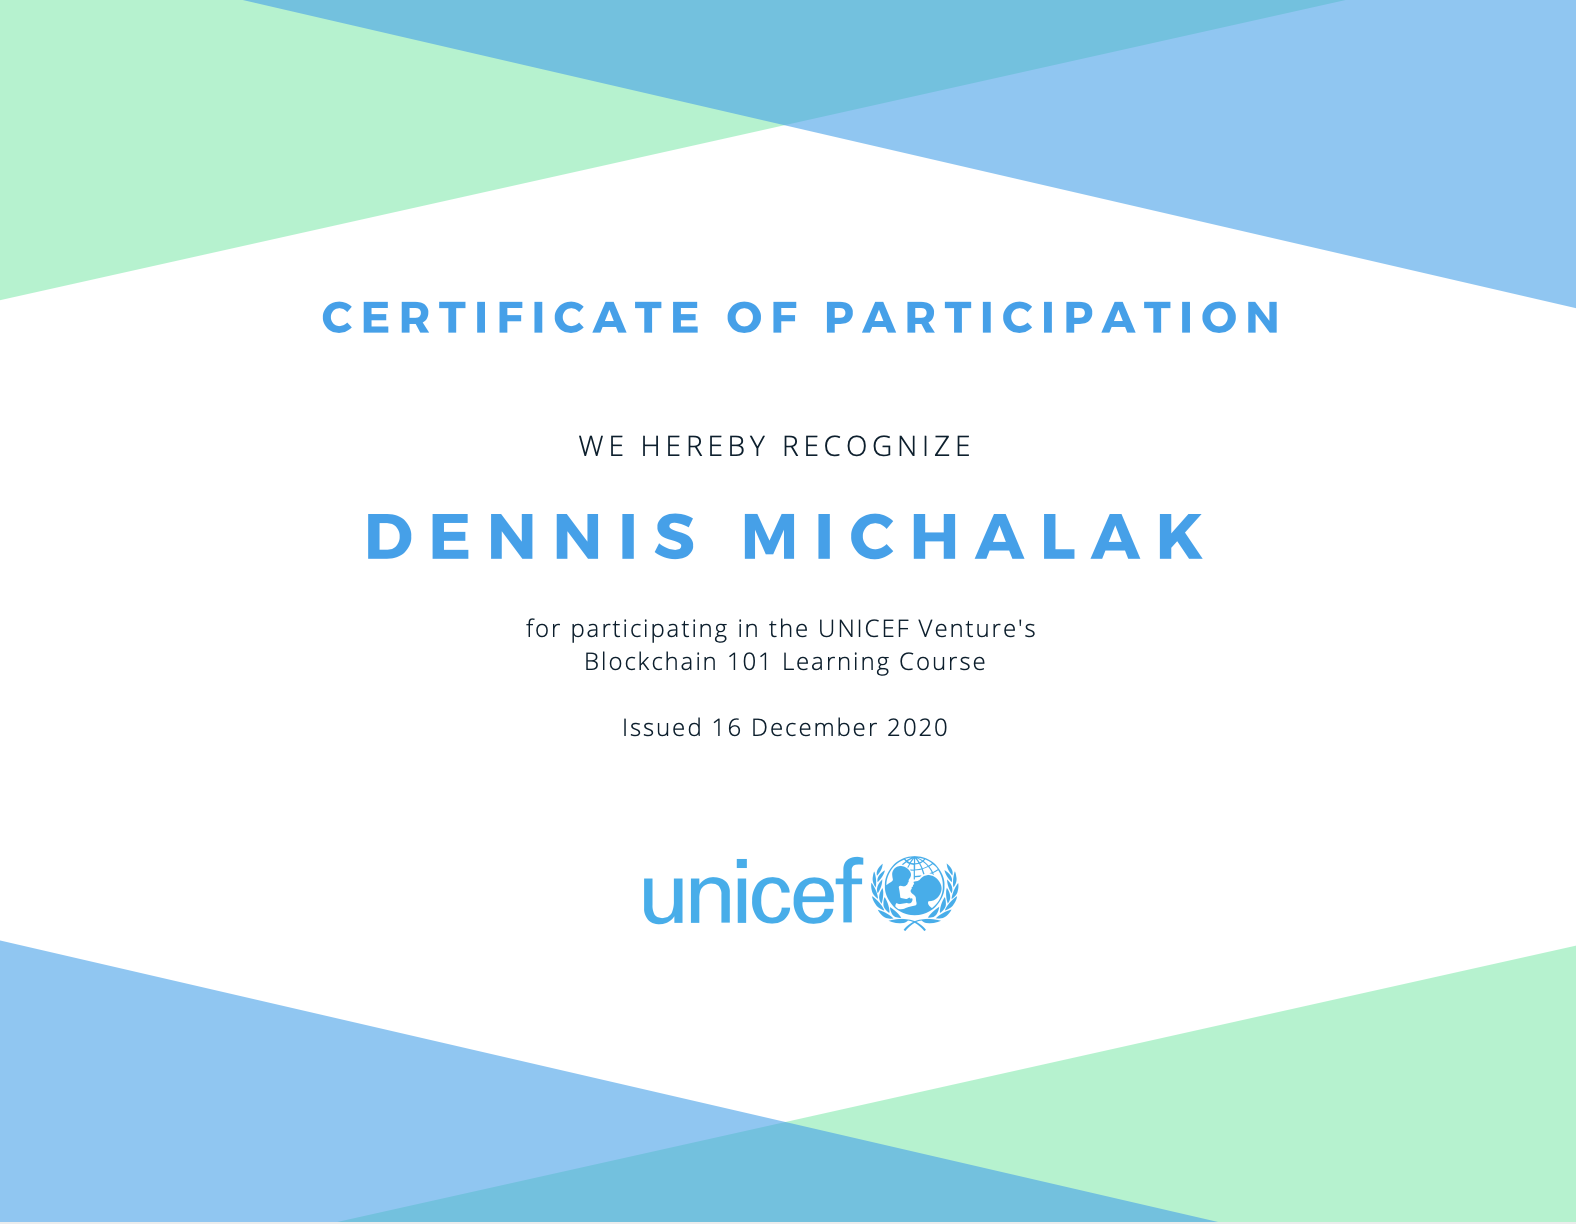 CERTIFICATE OF PARTICIPATION
WE HEREBY RECOGNIZE
DENNIS MICHALAK
for participating in the UNICEF Venture's
Blockchain 101 Learning Course
Issued 16 December 2020
unicef